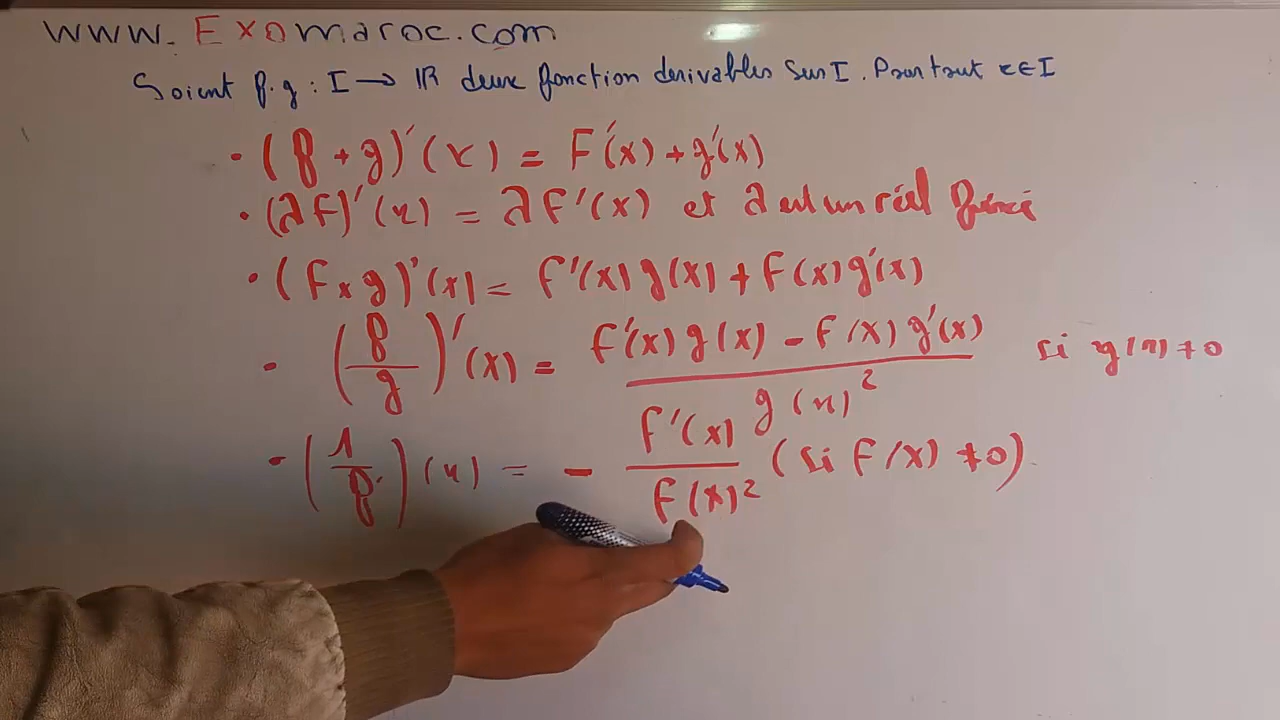 www.Exomaroc.com
Soient f.g : I → IR deux fonction derivables sur I. Pour tout x∈I
• (f + g)'(x) = F'(x) + g'(x)
• (λF)'(x) = λF'(x) et λ est un réel
• (F x g)'(x) = F'(x) g(x) + F(x) g'(x)
• (f/g)'(x) = (F'(x) g(x) - F(x) g'(x))/g(x)² si g(x) ≠ 0
• (1/f)(x) = - F'(x)/F(x)² (si F(x) ≠ 0)